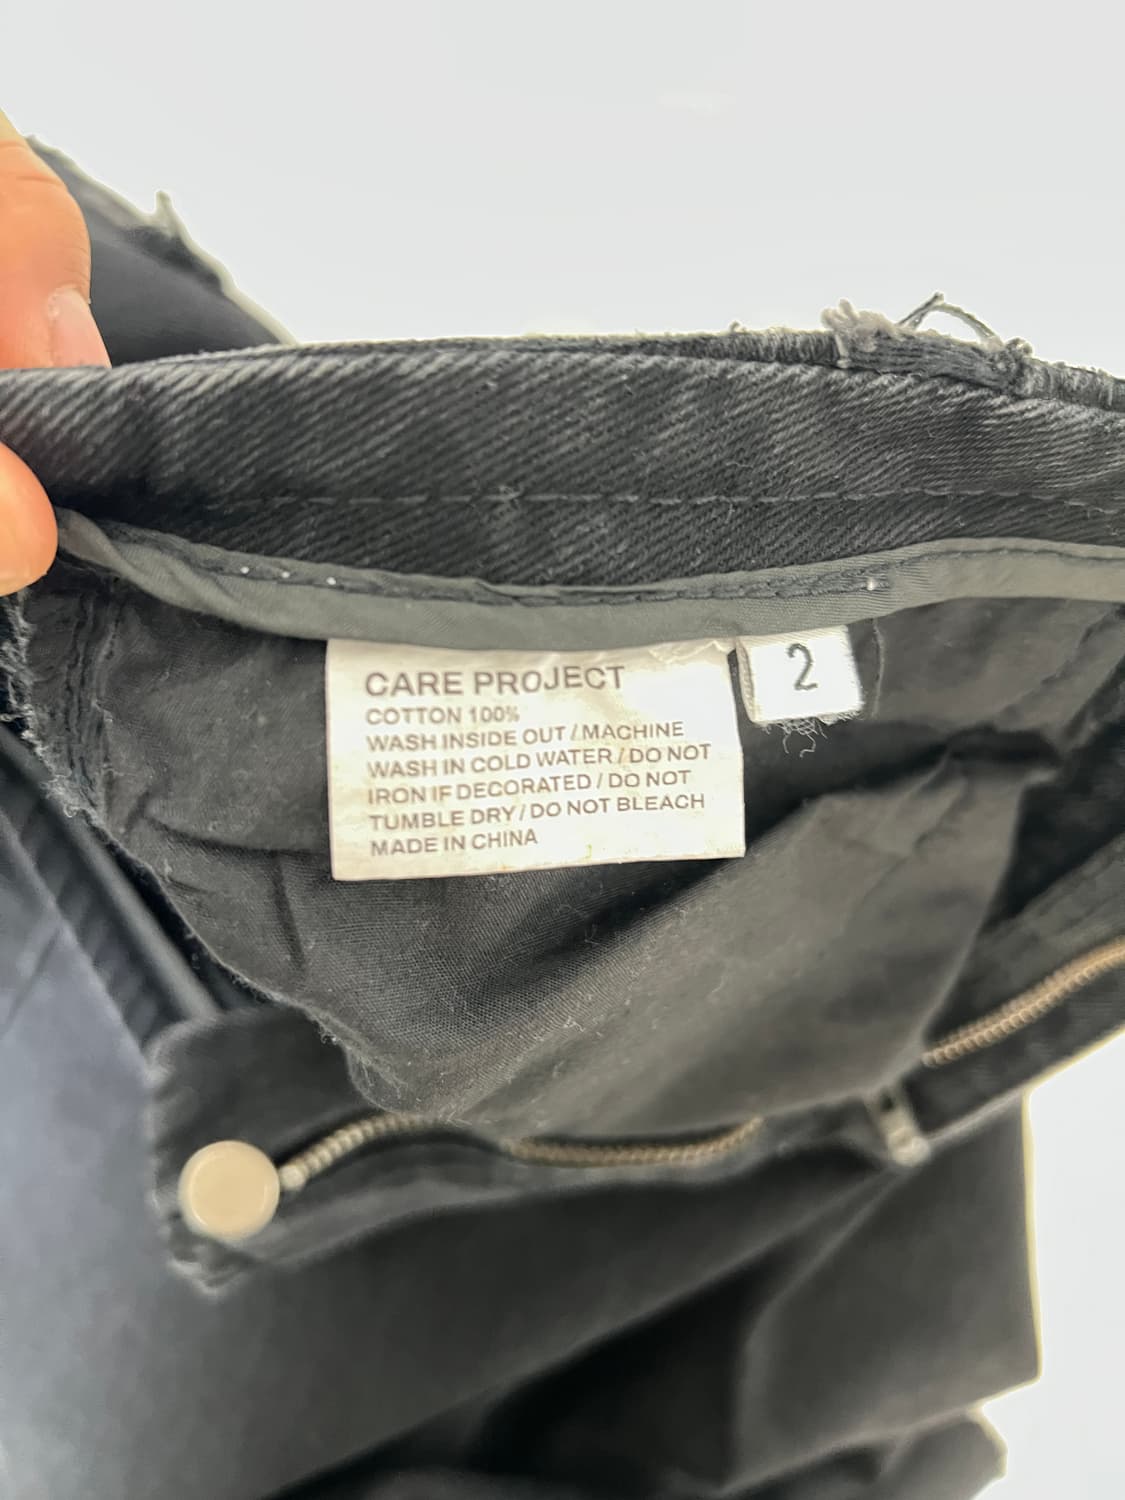 CARE PROJECT
COTTON 100%
WASH INSIDE OUT / MACHINE
WASH IN COLD WATER / DO NOT
IRON IF DECORATED / DO NOT
TUMBLE DRY / DO NOT BLEACH
MADE IN CHINA
2